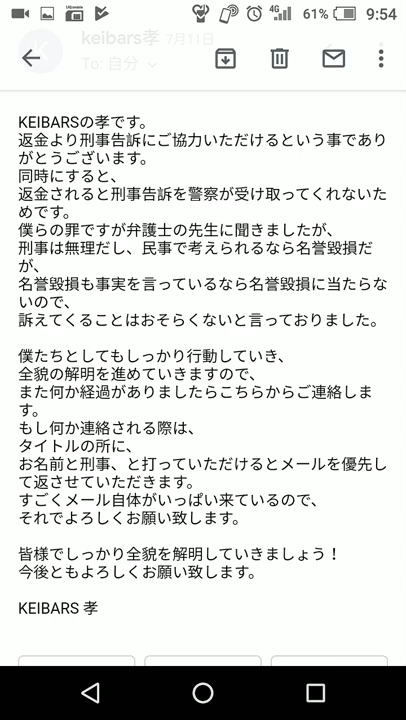 4G 61% 9:54
keibars孝 7月11日
To: 自分
KEIBARSの孝です。
返金より刑事告訴にご協力いただけるという事であり
がとうございます。
同時にすると、
返金されると刑事告訴を警察が受け取ってくれないた
めです。
僕らの罪ですが弁護士の先生に聞きましたが、
刑事は無理だし、民事で考えられるなら名誉毀損だ
が、
名誉毀損も事実を言っているなら名誉毀損に当たらな
いので、
訴えてくることはおそらくないと言っておりました。
僕たちとしてもしっかり行動していき、
全貌の解明を進めていきますので、
また何か経過がありましたらこちらからご連絡しま
す。
もし何か連絡される際は、
タイトルの所に、
お名前と刑事、と打っていただけるとメールを優先し
て返させていただきます。
すごくメール自体がいっぱい来ているので、
それでよろしくお願い致します。
皆様でしっかり全貌を解明していきましょう！
今後ともよろしくお願い致します。
KEIBARS 孝